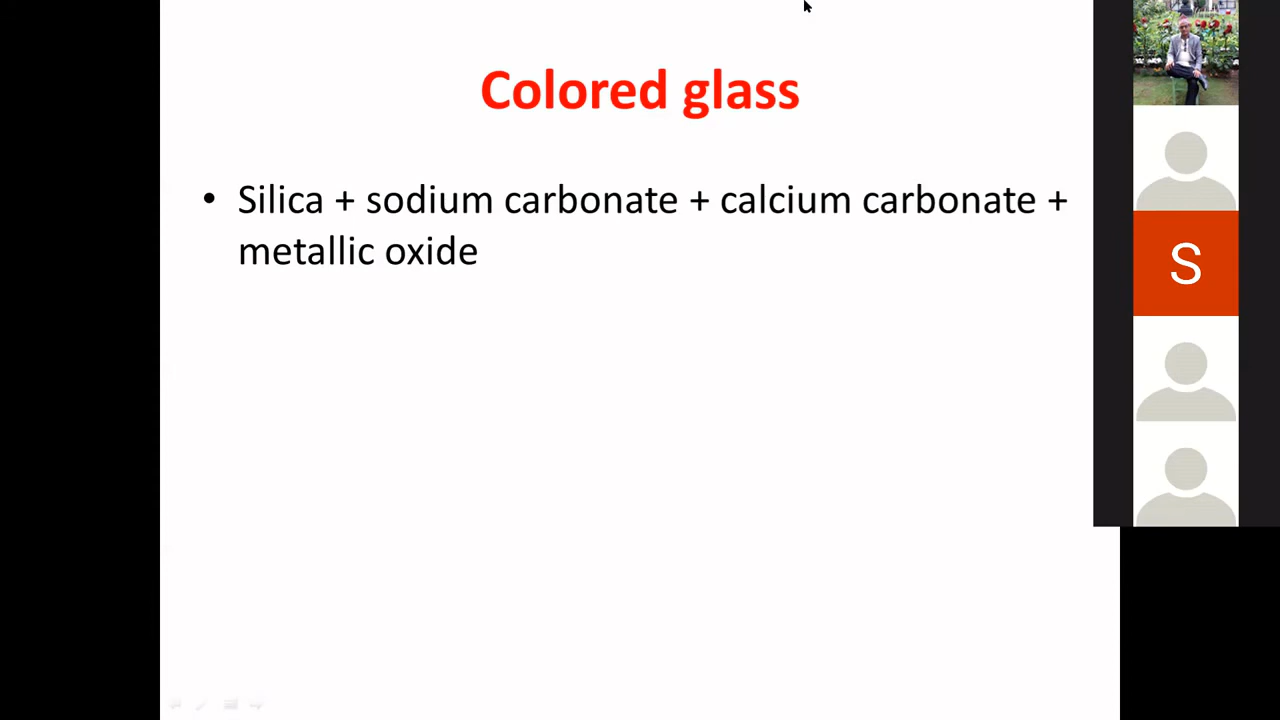 Colored glass
• Silica + sodium carbonate + calcium carbonate +
metallic oxide
S